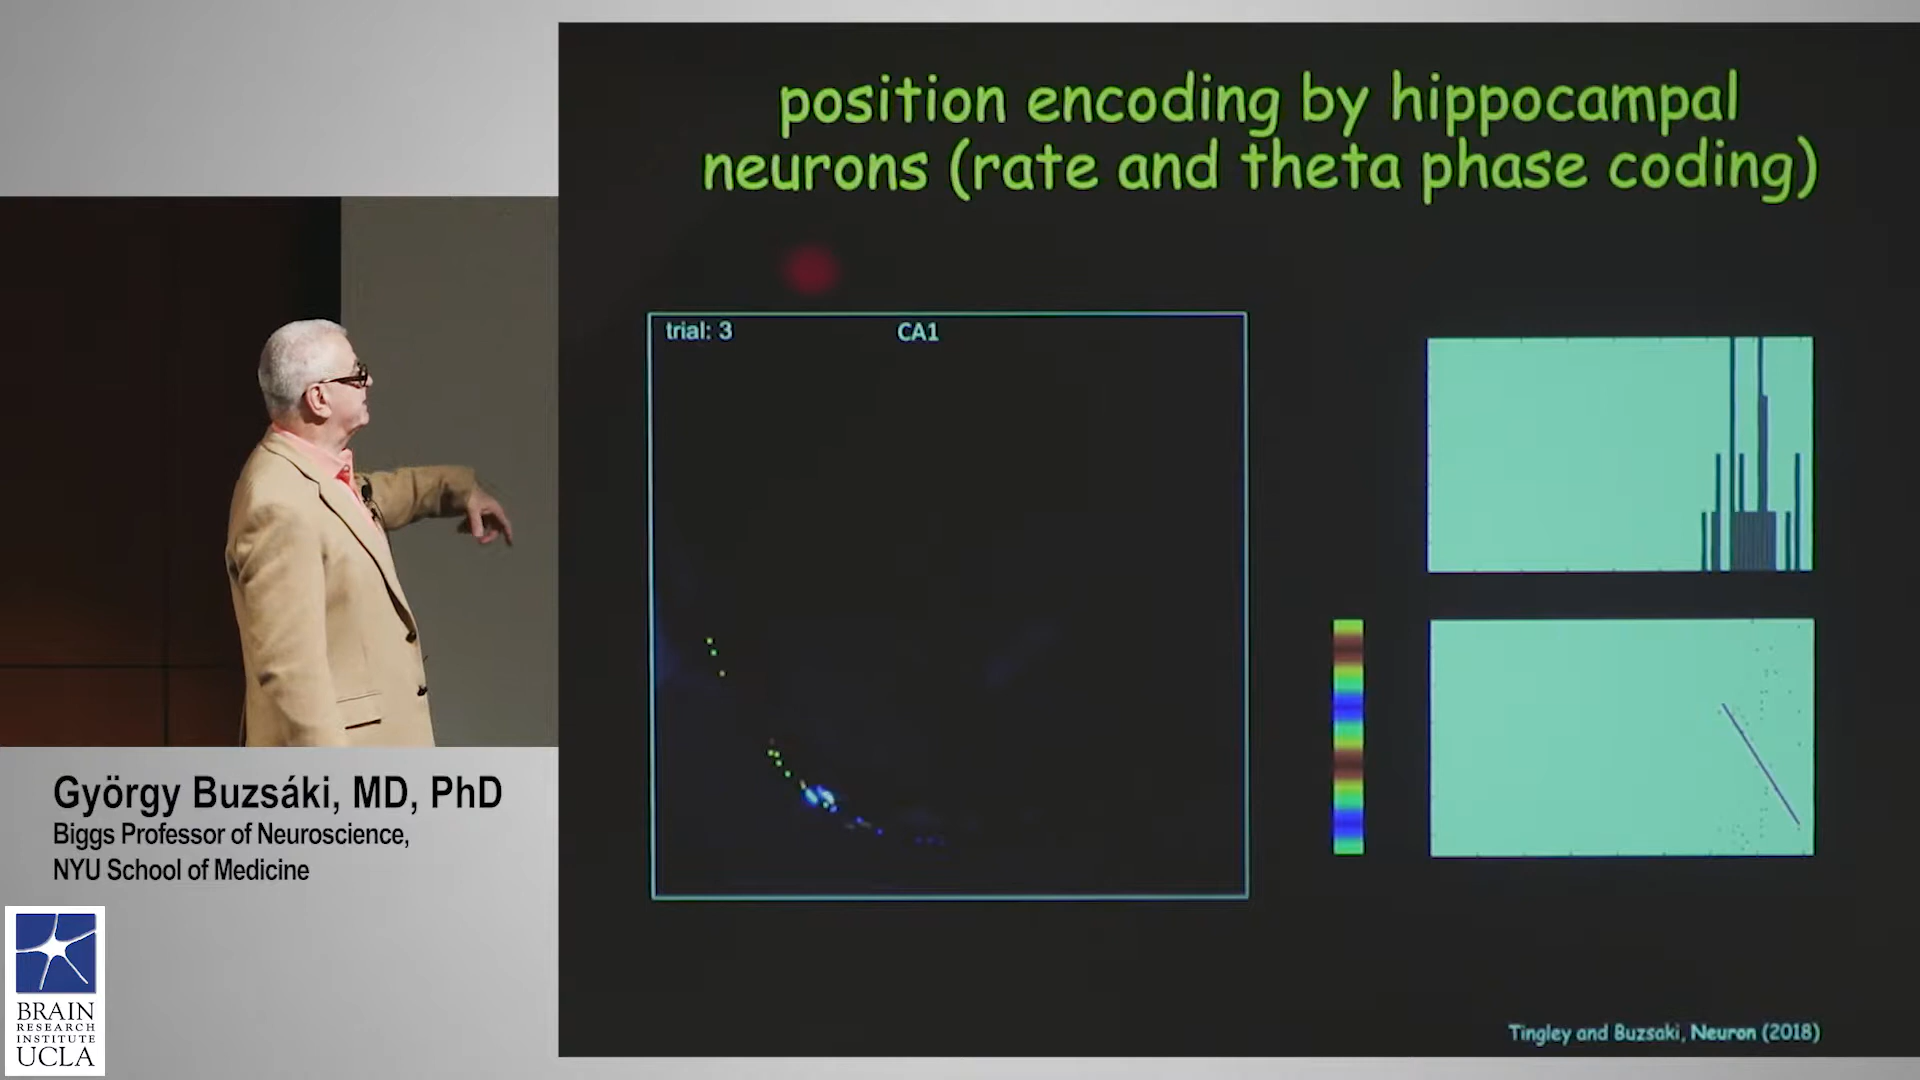 position encoding by hippocampal
neurons (rate and theta phase coding)
trial: 3
CA1
Tingley and Buzsaki, Neuron (2018)
György Buzsáki, MD, PhD
Biggs Professor of Neuroscience,
NYU School of Medicine
BRAIN
RESEARCH
INSTITUTE
UCLA